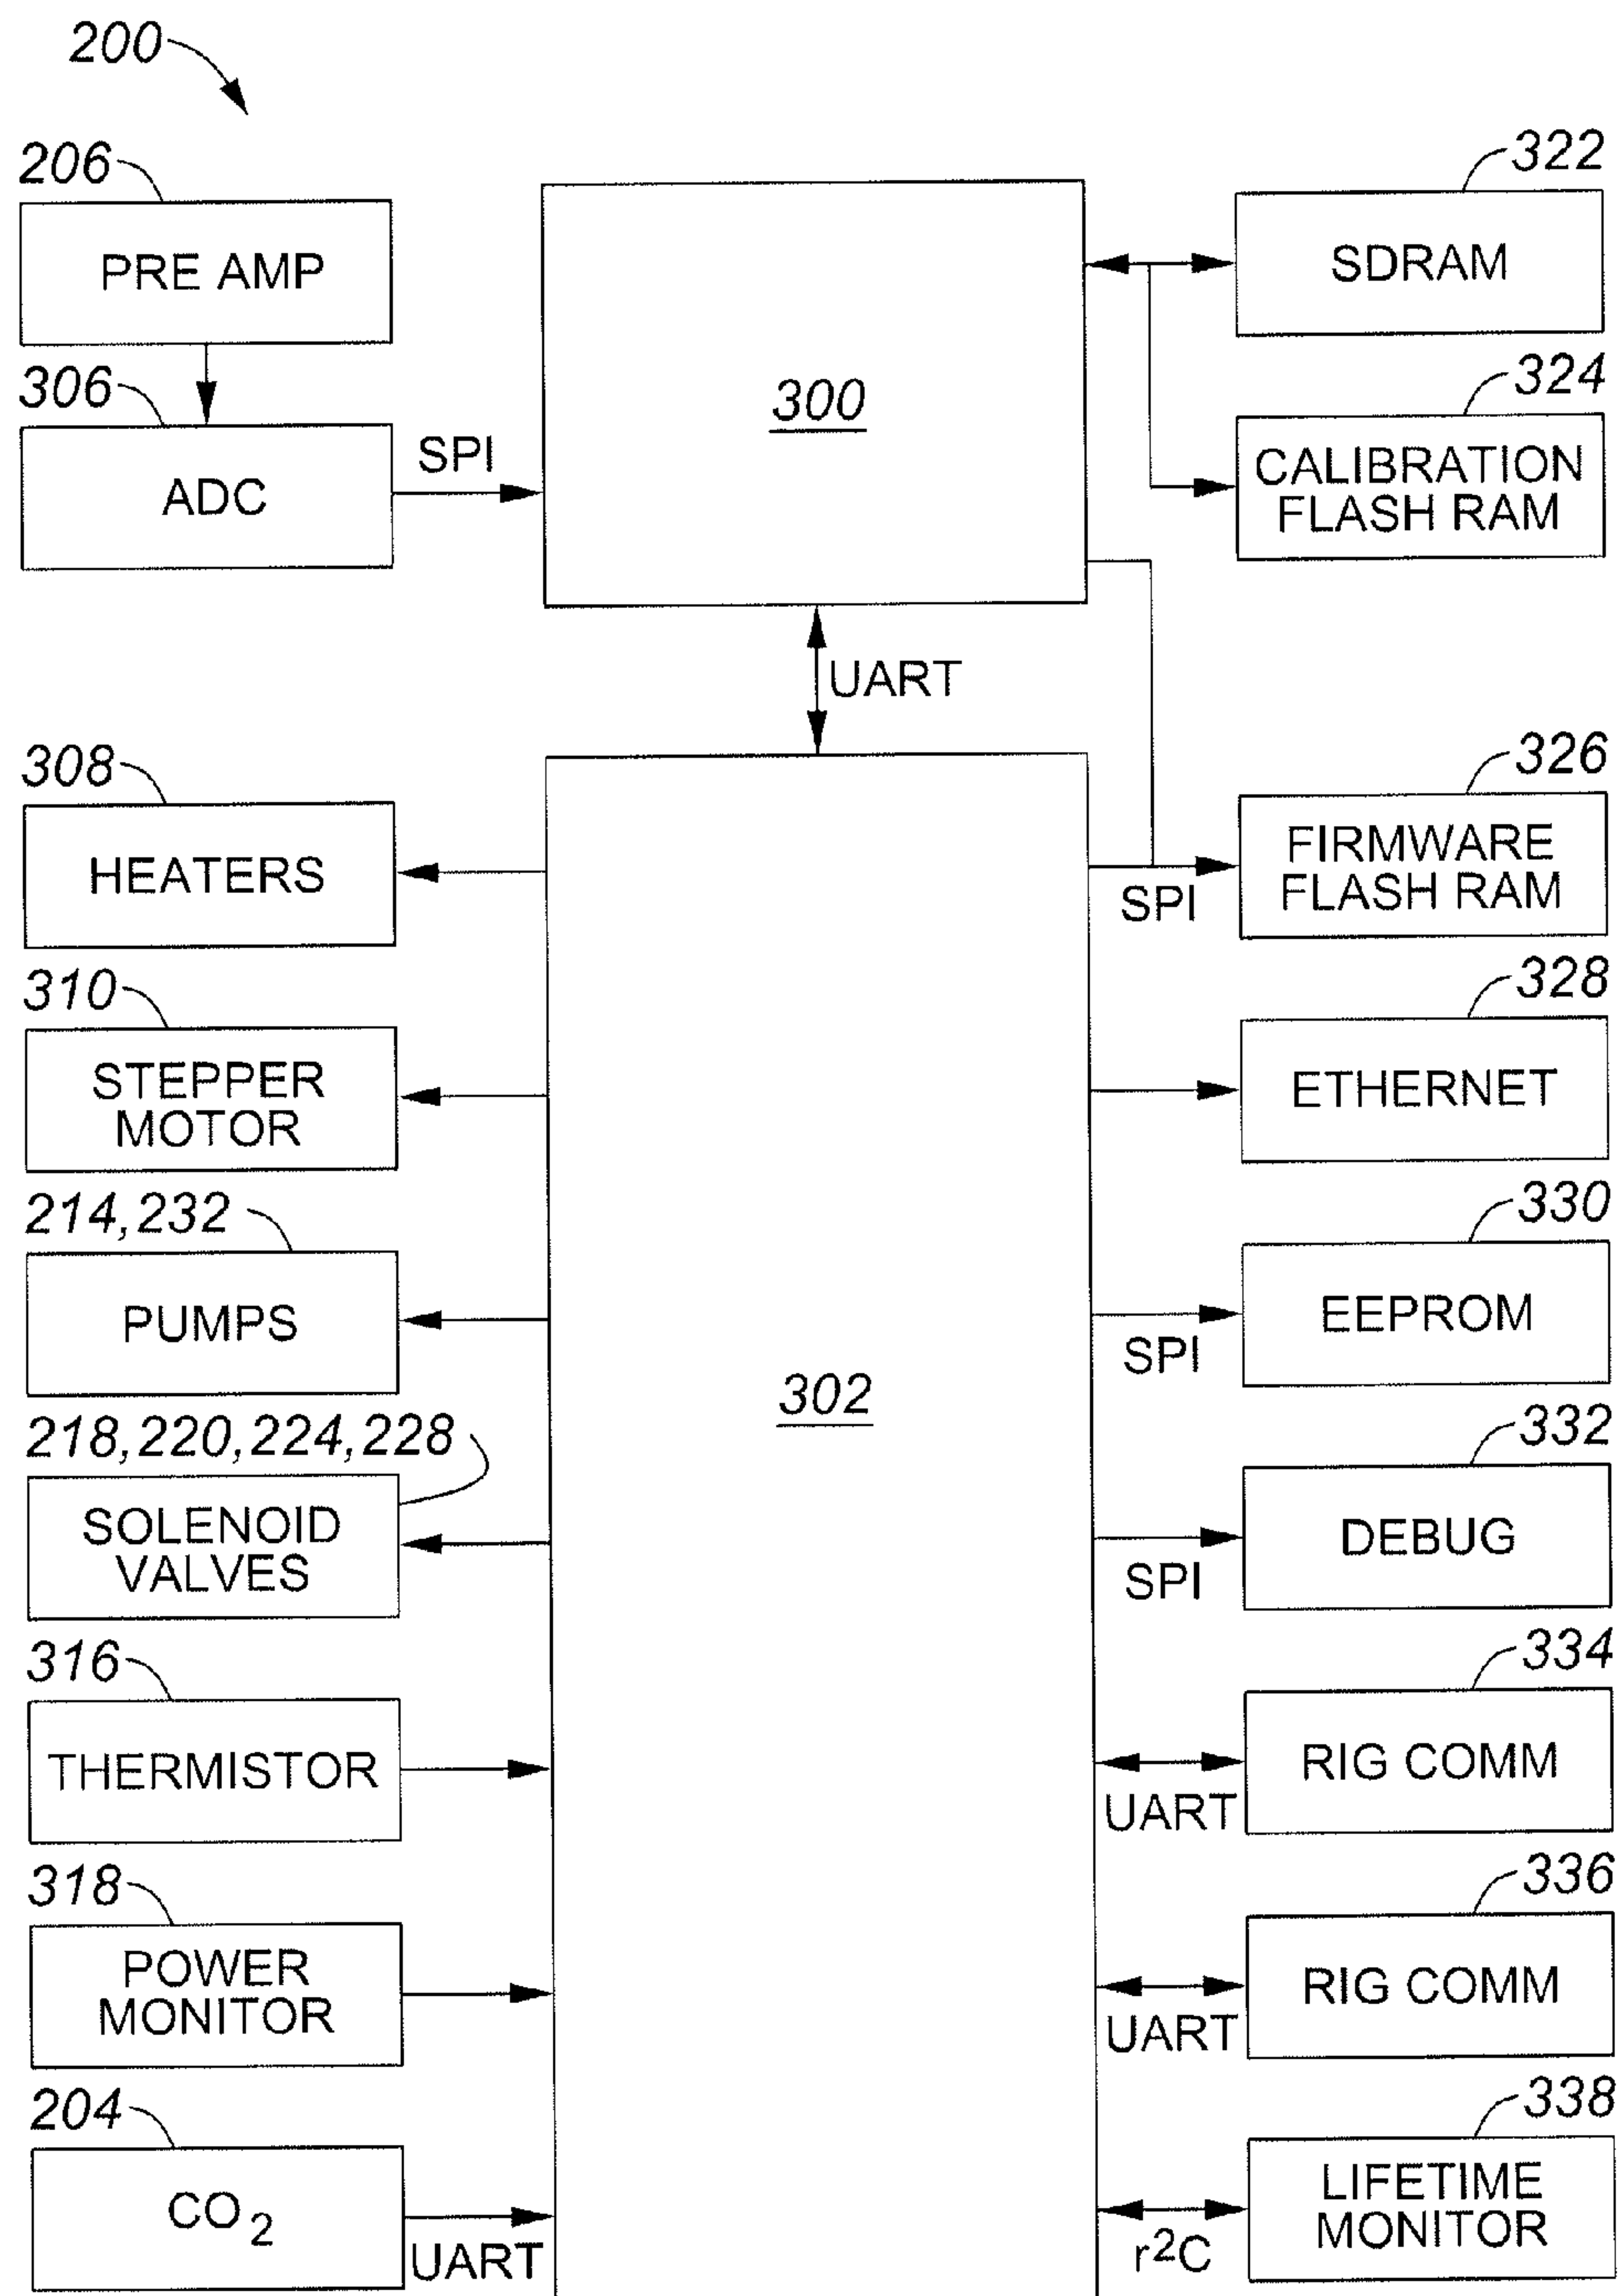 200
206
PRE AMP
306
ADC
SPI
300
322
SDRAM
324
CALIBRATION
FLASH RAM
UART
308
HEATERS
310
STEPPER
MOTOR
214, 232
PUMPS
218, 220, 224, 228
SOLENOID
VALVES
316
THERMISTOR
318
POWER
MONITOR
204
CO2
UART
302
326
FIRMWARE
FLASH RAM
SPI
328
ETHERNET
330
EEPROM
SPI
332
DEBUG
SPI
334
RIG COMM
UART
336
RIG COMM
UART
338
LIFETIME
MONITOR
r²C